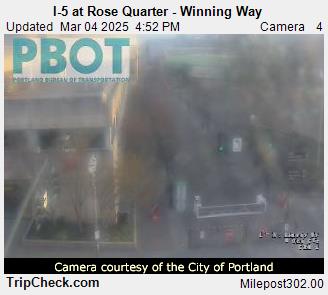 I-5 at Rose Quarter - Winning Way
Updated Mar 04 2025 4:52 PM Camera 4
PBOT
PORTLAND BUREAU OF TRANSPORTATION
Camera courtesy of the City of Portland
TripCheck.com Milepost302.00